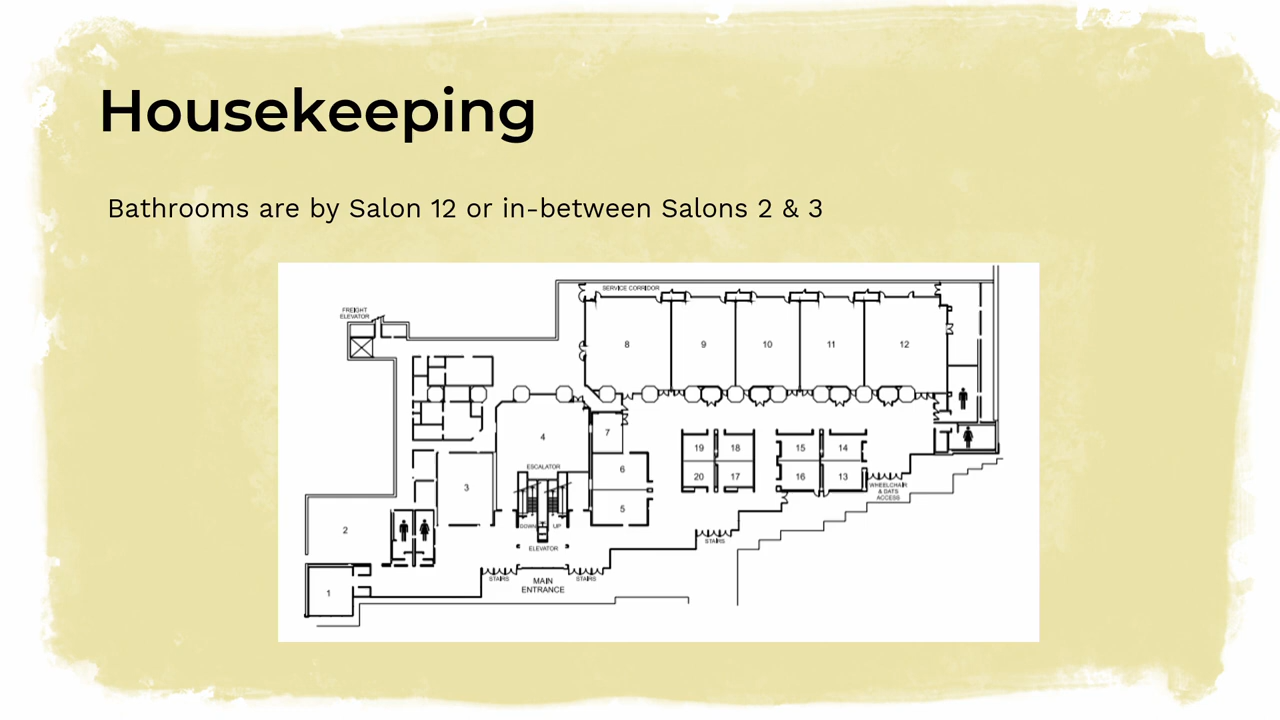 Housekeeping
Bathrooms are by Salon 12 or in-between Salons 2 & 3
SERVICE CORRIDOR
FREIGHT
ELEVATOR
8
9
10
11
12
4
7
19
18
15
14
ESCALATOR
6
20
17
16
13
3
WHEELCHAIR
& DATS
ACCESS
5
2
DOWN
UP
STAIRS
ELEVATOR
STAIRS
STAIRS
MAIN
ENTRANCE
1